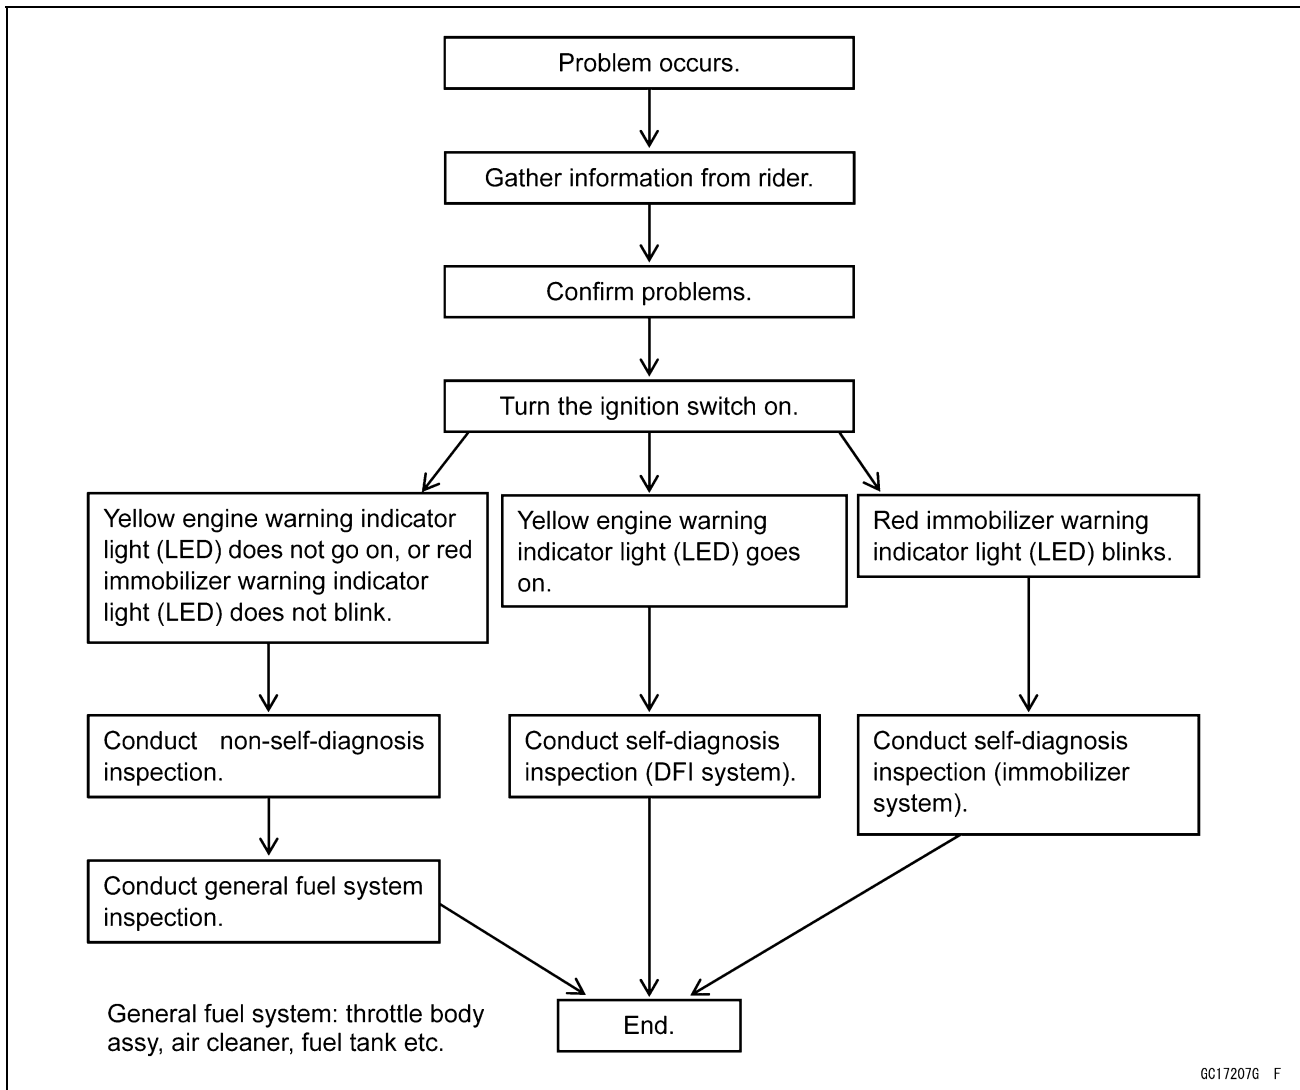 Problem occurs.
Gather information from rider.
Confirm problems.
Turn the ignition switch on.
Yellow engine warning indicator
light (LED) does not go on, or red
immobilizer warning indicator
light (LED) does not blink.
Yellow engine warning
indicator light (LED) goes
on.
Red immobilizer warning
indicator light (LED) blinks.
Conduct non-self-diagnosis
inspection.
Conduct self-diagnosis
inspection (DFI system).
Conduct self-diagnosis
inspection (immobilizer
system).
Conduct general fuel system
inspection.
General fuel system: throttle body
assy, air cleaner, fuel tank etc.
End.
GC17207G F